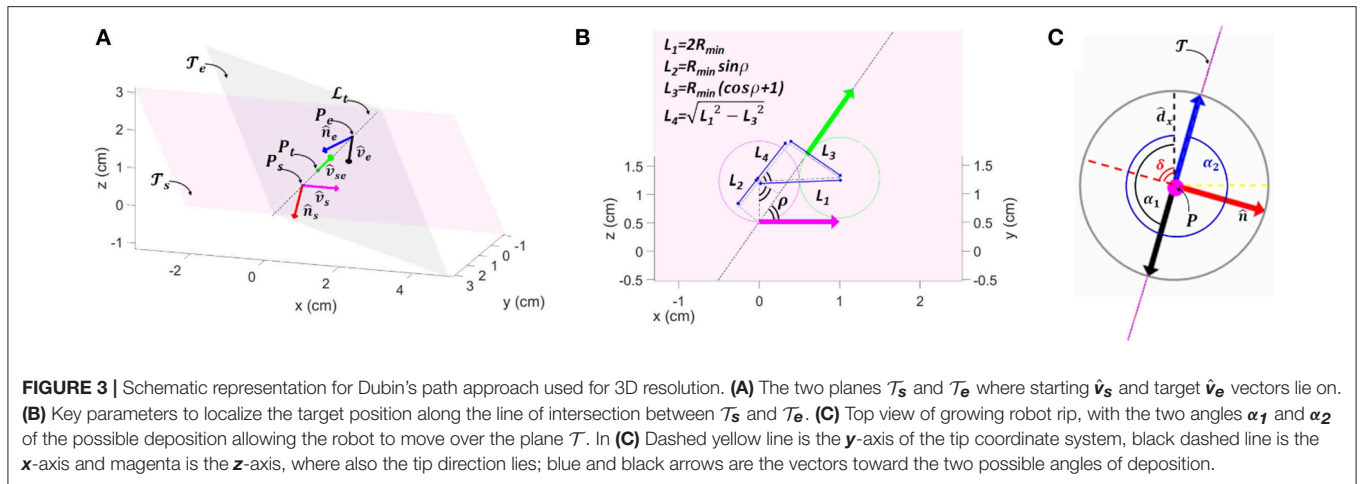 A
𝒯e
ℒt
Pe
n̂e
Pt
v̂e
Ps
v̂se
v̂s
𝒯s
n̂s
z (cm)
3
2
1
0
-1
-2
0
2
4
x (cm)
-1
0
1
2
3
y (cm)
B
L1=2Rmin
L2=Rmin sinρ
L3=Rmin (cosρ+1)
L4=√L1² − L3²
L4
L3
L2
L1
ρ
z (cm)
1.5
1
0.5
0
-0.5
-1
0
1
2
x (cm)
1.5
1
0.5
0
-0.5
y (cm)
C
𝒯
d̂x
δ
α2
α1
P
n̂
FIGURE 3 | Schematic representation for Dubin's path approach used for 3D resolution. (A) The two planes 𝒯s and 𝒯e where starting v̂s and target v̂e vectors lie on.
(B) Key parameters to localize the target position along the line of intersection between 𝒯s and 𝒯e. (C) Top view of growing robot rip, with the two angles α1 and α2
of the possible deposition allowing the robot to move over the plane 𝒯. In (C) Dashed yellow line is the y-axis of the tip coordinate system, black dashed line is the
x-axis and magenta is the z-axis, where also the tip direction lies; blue and black arrows are the vectors toward the two possible angles of deposition.